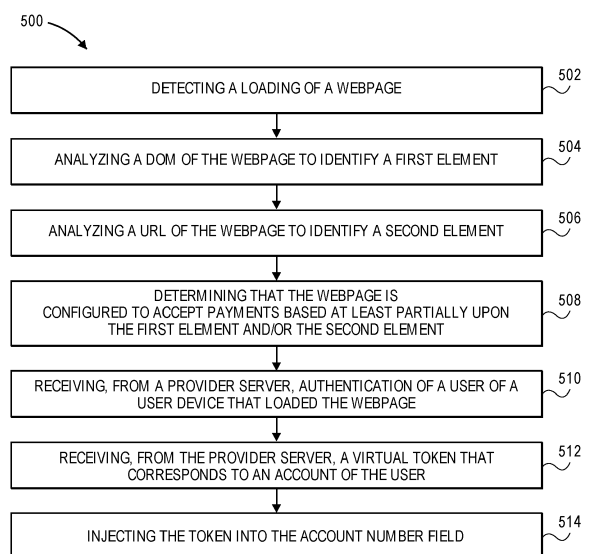 500
DETECTING A LOADING OF A WEBPAGE
502
ANALYZING A DOM OF THE WEBPAGE TO IDENTIFY A FIRST ELEMENT
504
ANALYZING A URL OF THE WEBPAGE TO IDENTIFY A SECOND ELEMENT
506
DETERMINING THAT THE WEBPAGE IS
CONFIGURED TO ACCEPT PAYMENTS BASED AT LEAST PARTIALLY UPON
THE FIRST ELEMENT AND/OR THE SECOND ELEMENT
508
RECEIVING, FROM A PROVIDER SERVER, AUTHENTICATION OF A USER OF A
USER DEVICE THAT LOADED THE WEBPAGE
510
RECEIVING, FROM THE PROVIDER SERVER, A VIRTUAL TOKEN THAT
CORRESPONDS TO AN ACCOUNT OF THE USER
512
INJECTING THE TOKEN INTO THE ACCOUNT NUMBER FIELD
514